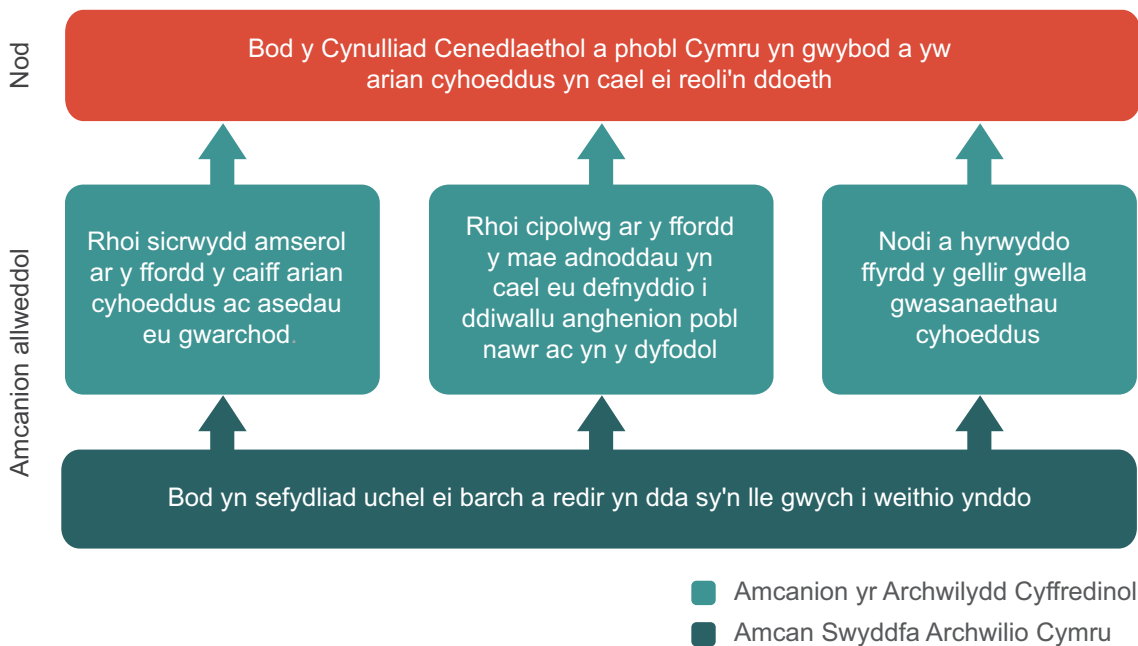 Nod
Bod y Cynulliad Cenedlaethol a phobl Cymru yn gwybod a yw
arian cyhoeddus yn cael ei reoli'n ddoeth
Amcanion allweddol
Rhoi sicrwydd amserol
ar y ffordd y caiff arian
cyhoeddus ac asedau
eu gwarchod.
Rhoi cipolwg ar y ffordd
y mae adnoddau yn
cael eu defnyddio i
ddiwallu anghenion pobl
nawr ac yn y dyfodol
Nodi a hyrwyddo
ffyrdd y gellir gwella
gwasanaethau
cyhoeddus
Bod yn sefydliad uchel ei barch a redir yn dda sy'n lle gwych i weithio ynddo
Amcanion yr Archwilydd Cyffredinol
Amcan Swyddfa Archwilio Cymru